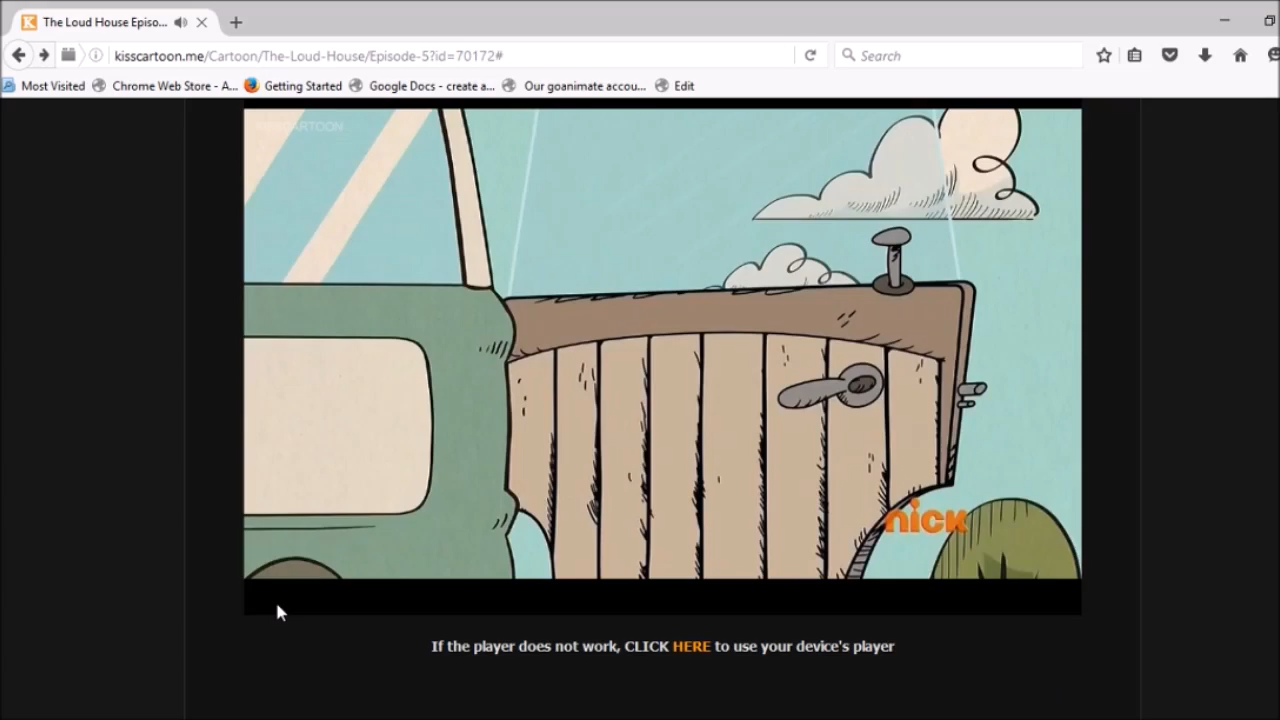 The Loud House Episo...
kisscartoon.me/Cartoon/The-Loud-House/Episode-5?id=70172#
Search
Most Visited
Chrome Web Store - A...
Getting Started
Google Docs - create a...
Our goanimate accou...
Edit
nick
If the player does not work, CLICK HERE to use your device's player